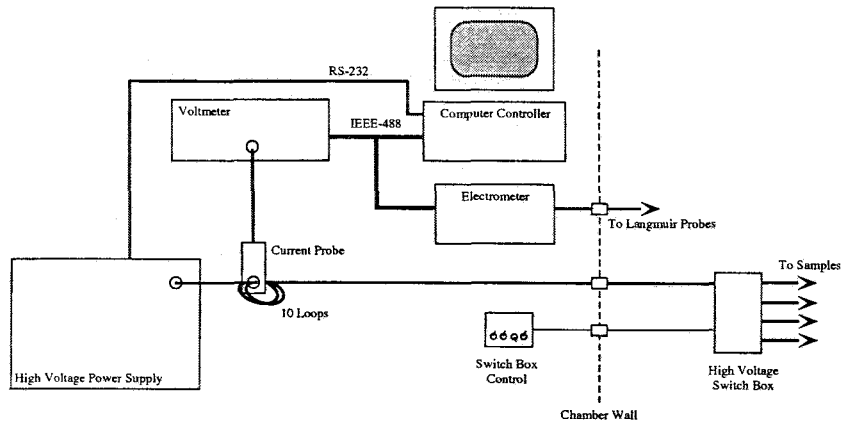 RS-232
Voltmeter
IEEE-488
Computer Controller
Electrometer
To Langmuir Probes
Current Probe
To Samples
10 Loops
High Voltage Power Supply
Switch Box
Control
High Voltage
Switch Box
Chamber Wall